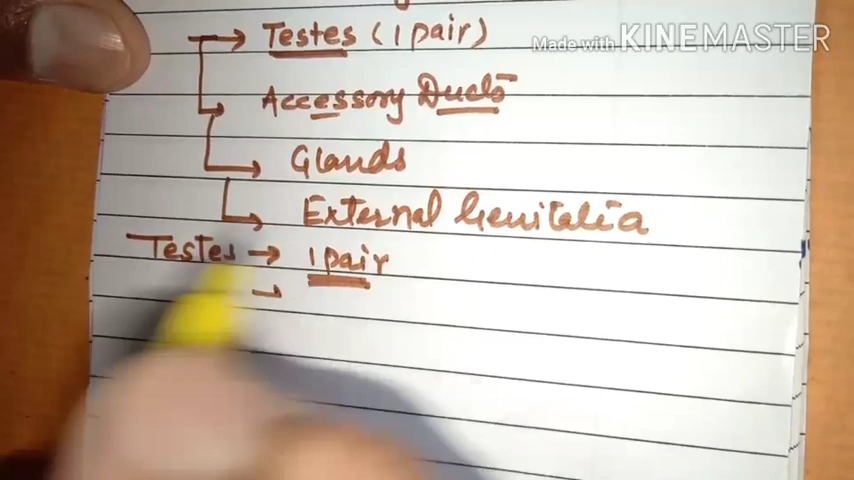 Made with KINEMASTER
→ Testes (1 pair)
→ Accessory Ducts
→ Glands
→ External Genitalia
Testes → 1 pair
→